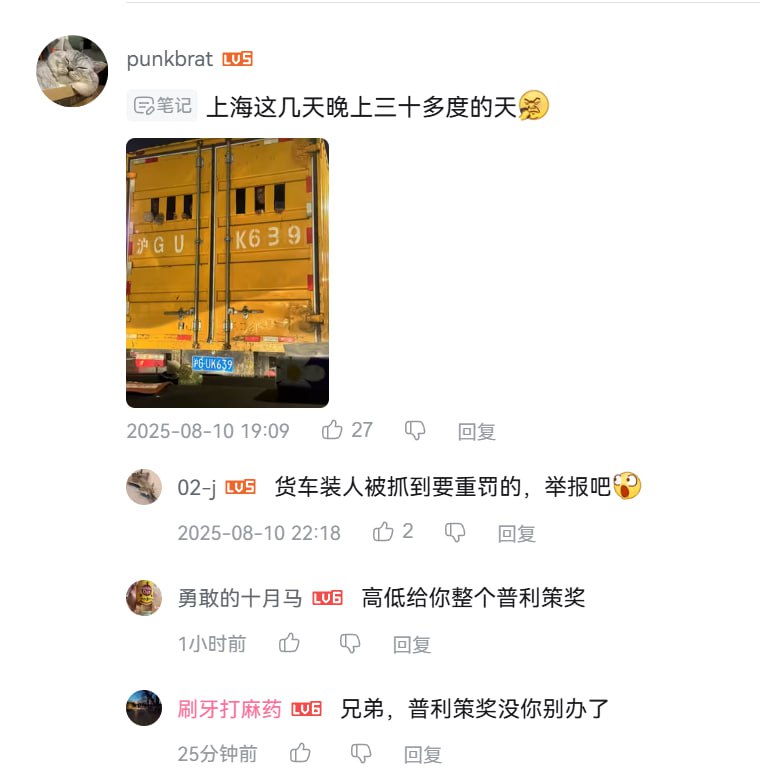 punkbrat LV5
笔记 上海这几天晚上三十多度的天
沪G U K639
沪G·UK639
2025-08-10 19:09 27 回复
02-j LV5 货车装人被抓到要重罚的，举报吧
2025-08-10 22:18 2 回复
勇敢的十月马 LV6 高低给你整个普利策奖
1小时前 回复
刷牙打麻药 LV6 兄弟，普利策奖没你别办了
25分钟前 回复